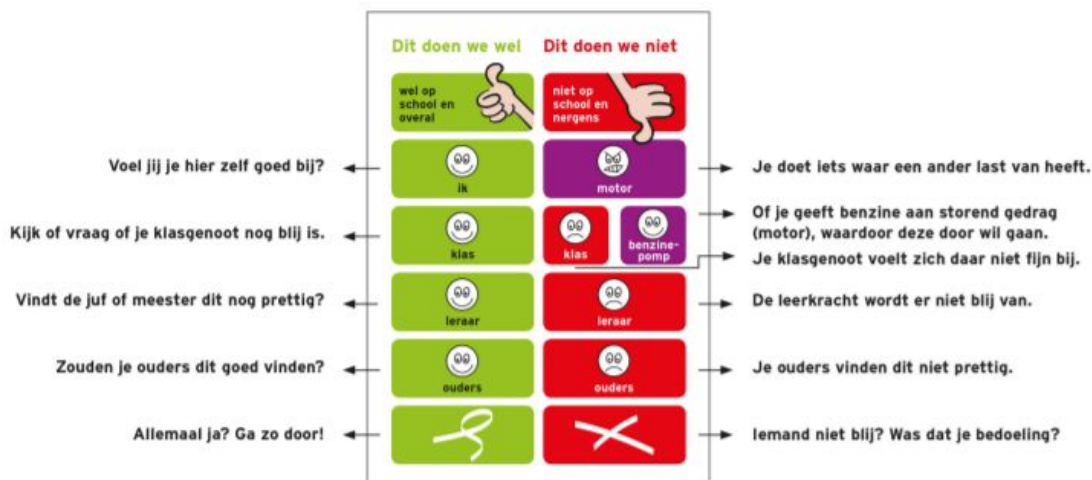 Dit doen we wel
Dit doen we niet
wel op
school en
overal
niet op
school en
nergens
Voel jij je hier zelf goed bij?
ik
motor
Je doet iets waar een ander last van heeft.
Kijk of vraag of je klasgenoot nog blij is.
klas
klas
benzine-
pomp
Of je geeft benzine aan storend gedrag
(motor), waardoor deze door wil gaan.
Je klasgenoot voelt zich daar niet fijn bij.
Vindt de juf of meester dit nog prettig?
leraar
leraar
De leerkracht wordt er niet blij van.
Zouden je ouders dit goed vinden?
ouders
ouders
Je ouders vinden dit niet prettig.
Allemaal ja? Ga zo door!
Iemand niet blij? Was dat je bedoeling?